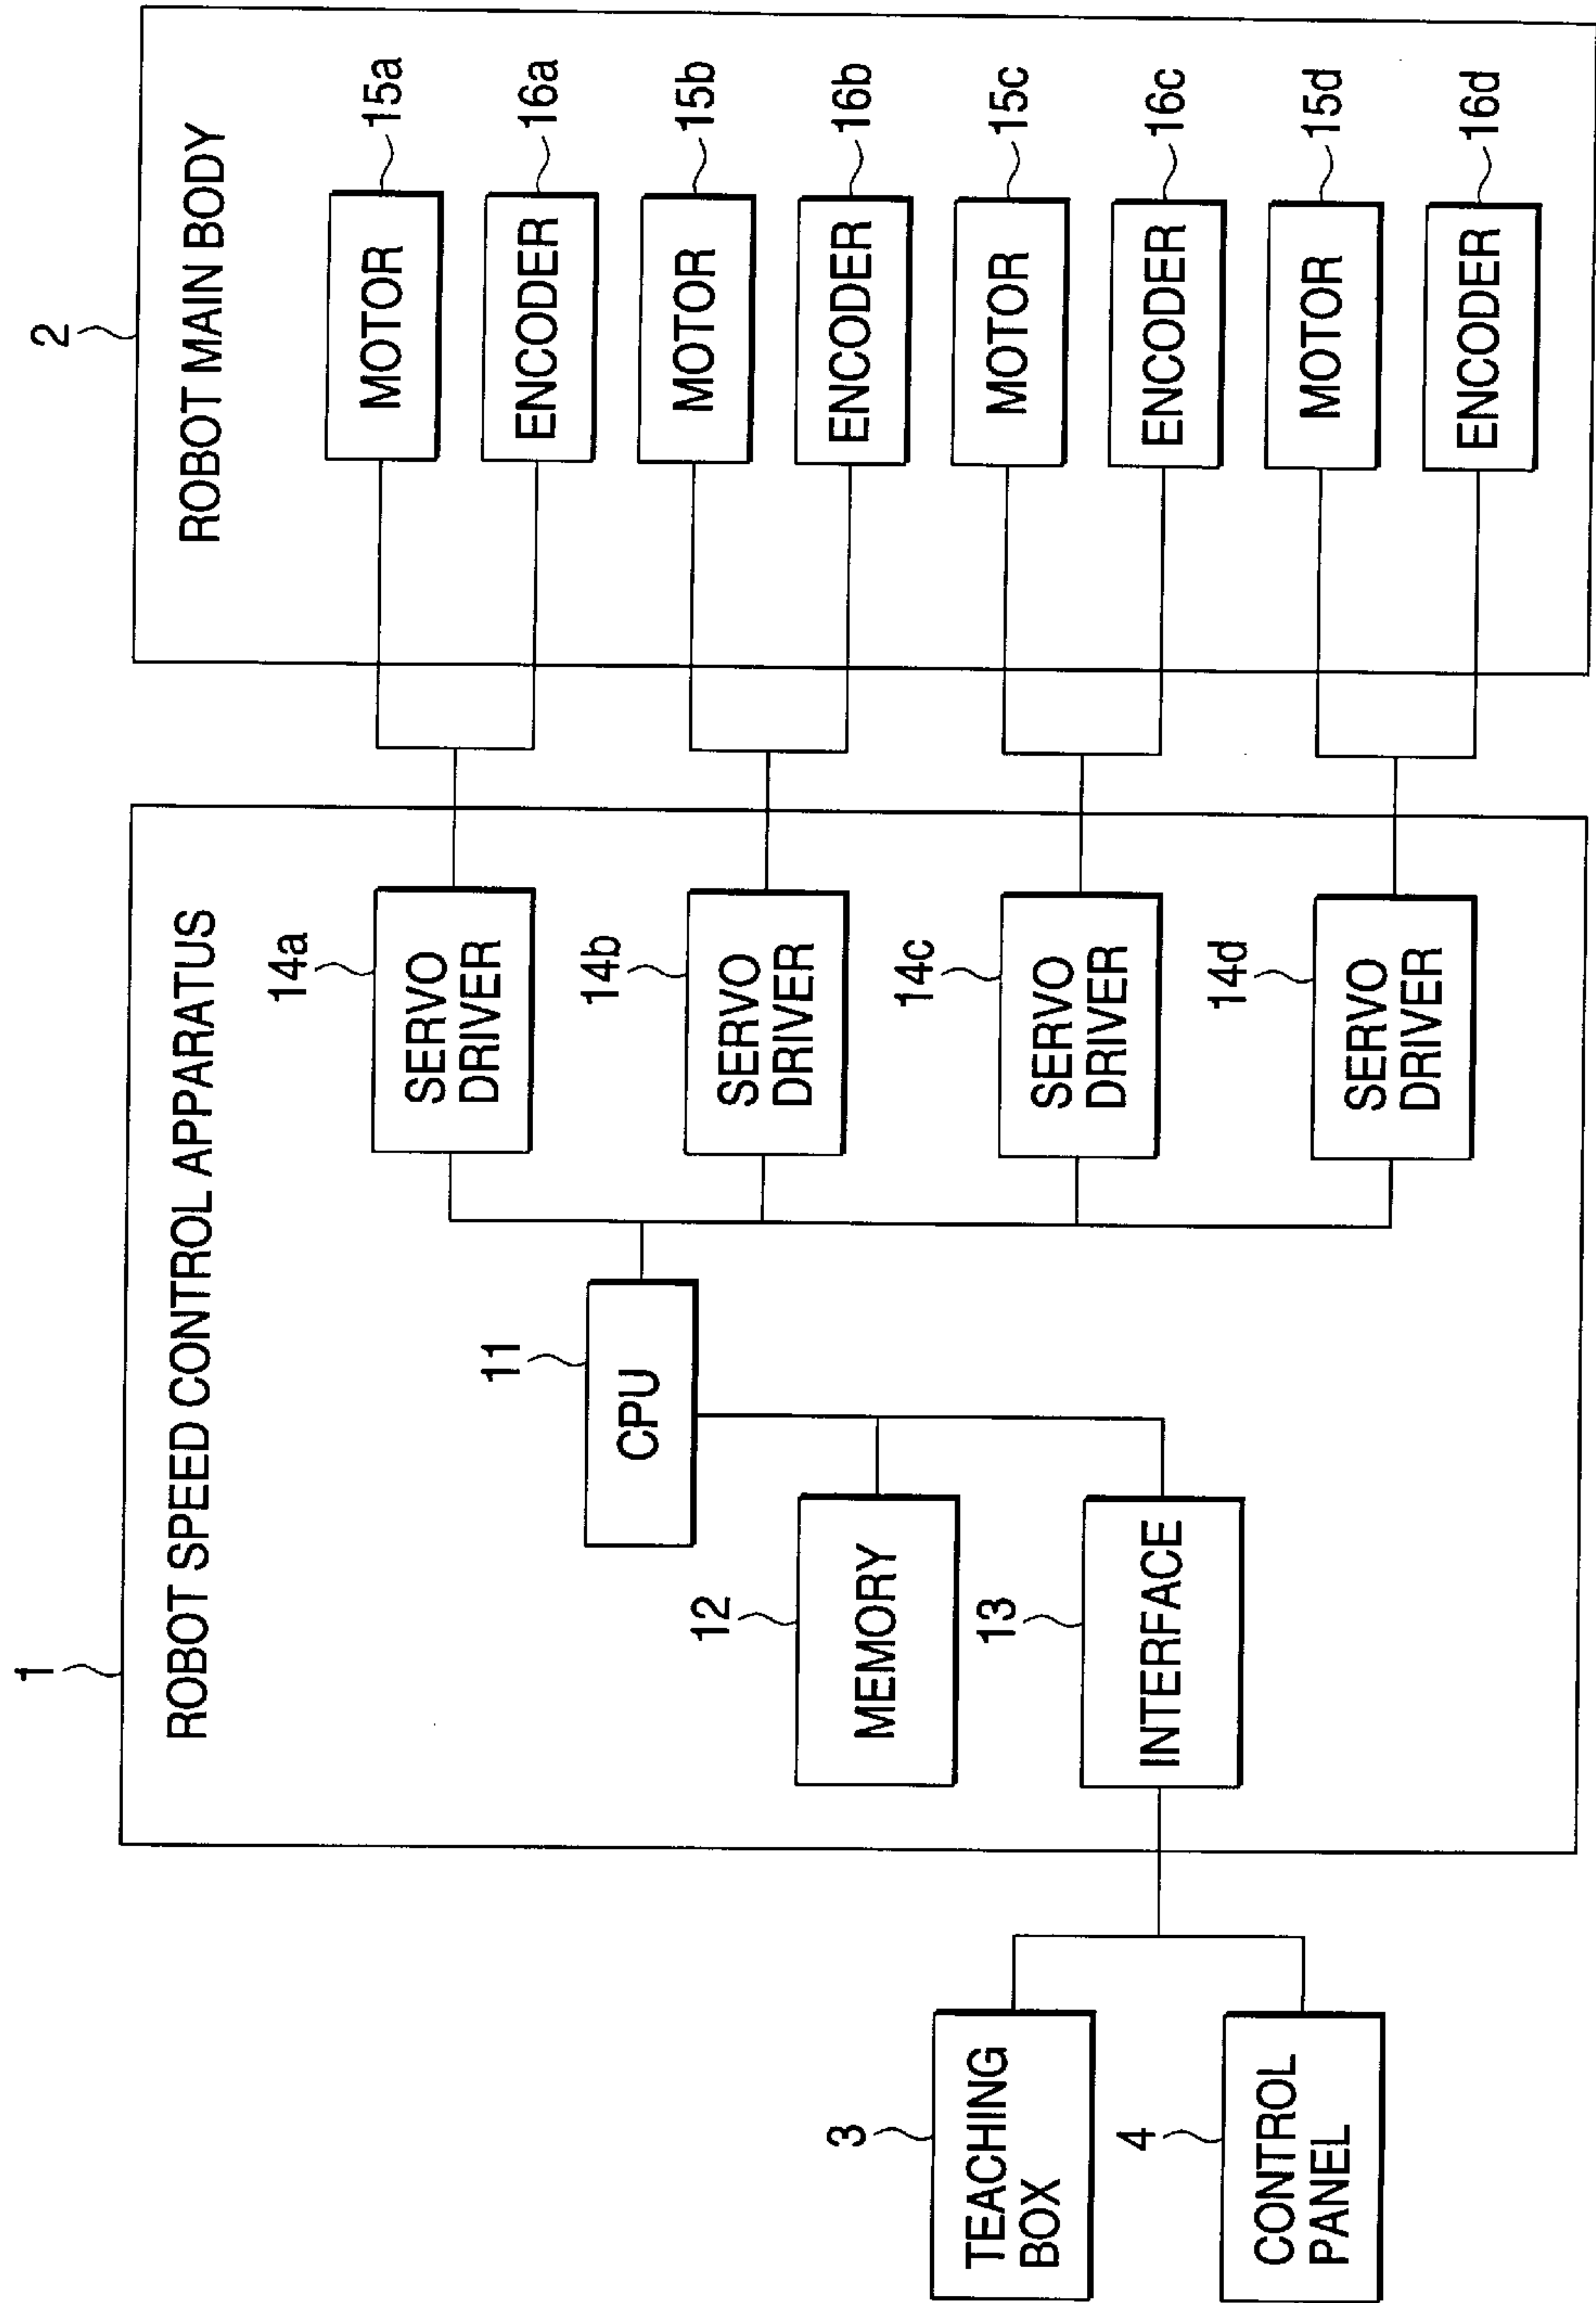 1
ROBOT SPEED CONTROL APPARATUS
2
ROBOT MAIN BODY
3
TEACHING
BOX
4
CONTROL
PANEL
11
CPU
12
MEMORY
13
INTERFACE
14a
SERVO
DRIVER
14b
SERVO
DRIVER
14c
SERVO
DRIVER
14d
SERVO
DRIVER
MOTOR
15a
ENCODER
16a
MOTOR
15b
ENCODER
16b
MOTOR
15c
ENCODER
16c
MOTOR
15d
ENCODER
16d